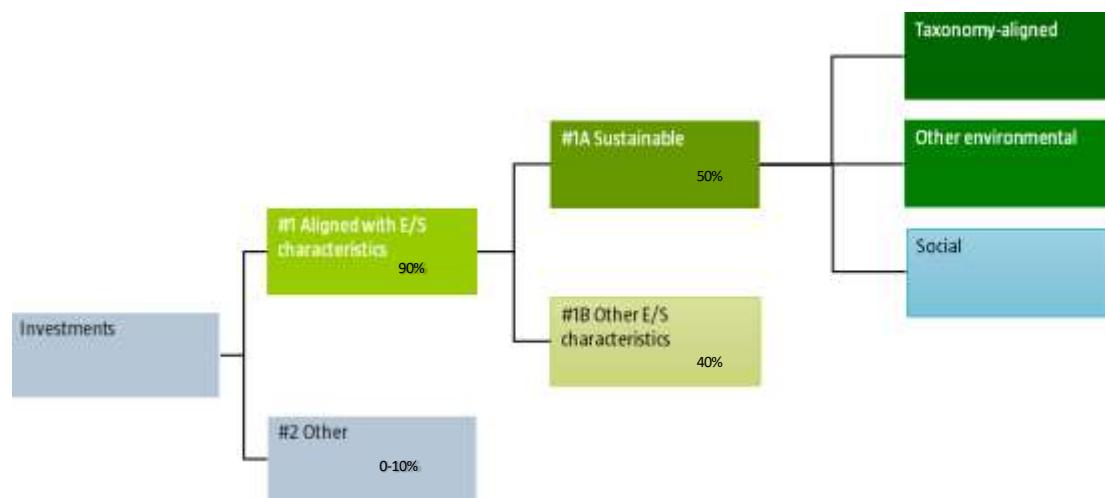 Investments
#1 Aligned with E/S
characteristics
90%
#2 Other
0-10%
#1A Sustainable
50%
#1B Other E/S
characteristics
40%
Taxonomy-aligned
Other environmental
Social